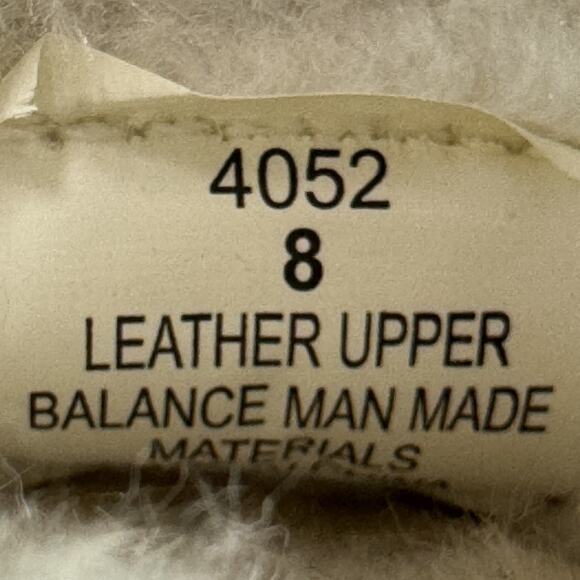 4052
8
LEATHER UPPER
BALANCE MAN MADE
MATERIALS